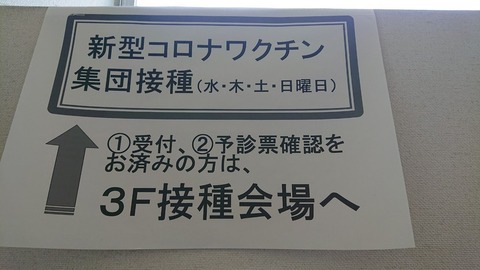 新型コロナワクチン
集団接種(水・木・土・日曜日)
①受付、②予診票確認を
お済みの方は、
3F接種会場へ